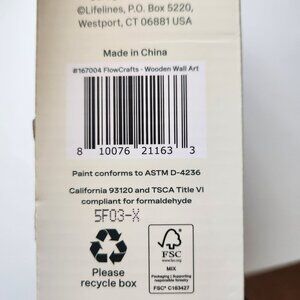 ©Lifelines, P.O. Box 5220,
Westport, CT 06881 USA
Made in China
#167004 FlowCrafts - Wooden Wall Art
8 10076 21163 3
Paint conforms to ASTM D-4236
California 93120 and TSCA Title VI
compliant for formaldehyde
5F03-X
Please
recycle box
FSC
www.fsc.org
MIX
Packaging | Supporting
responsible forestry
FSC® C163427